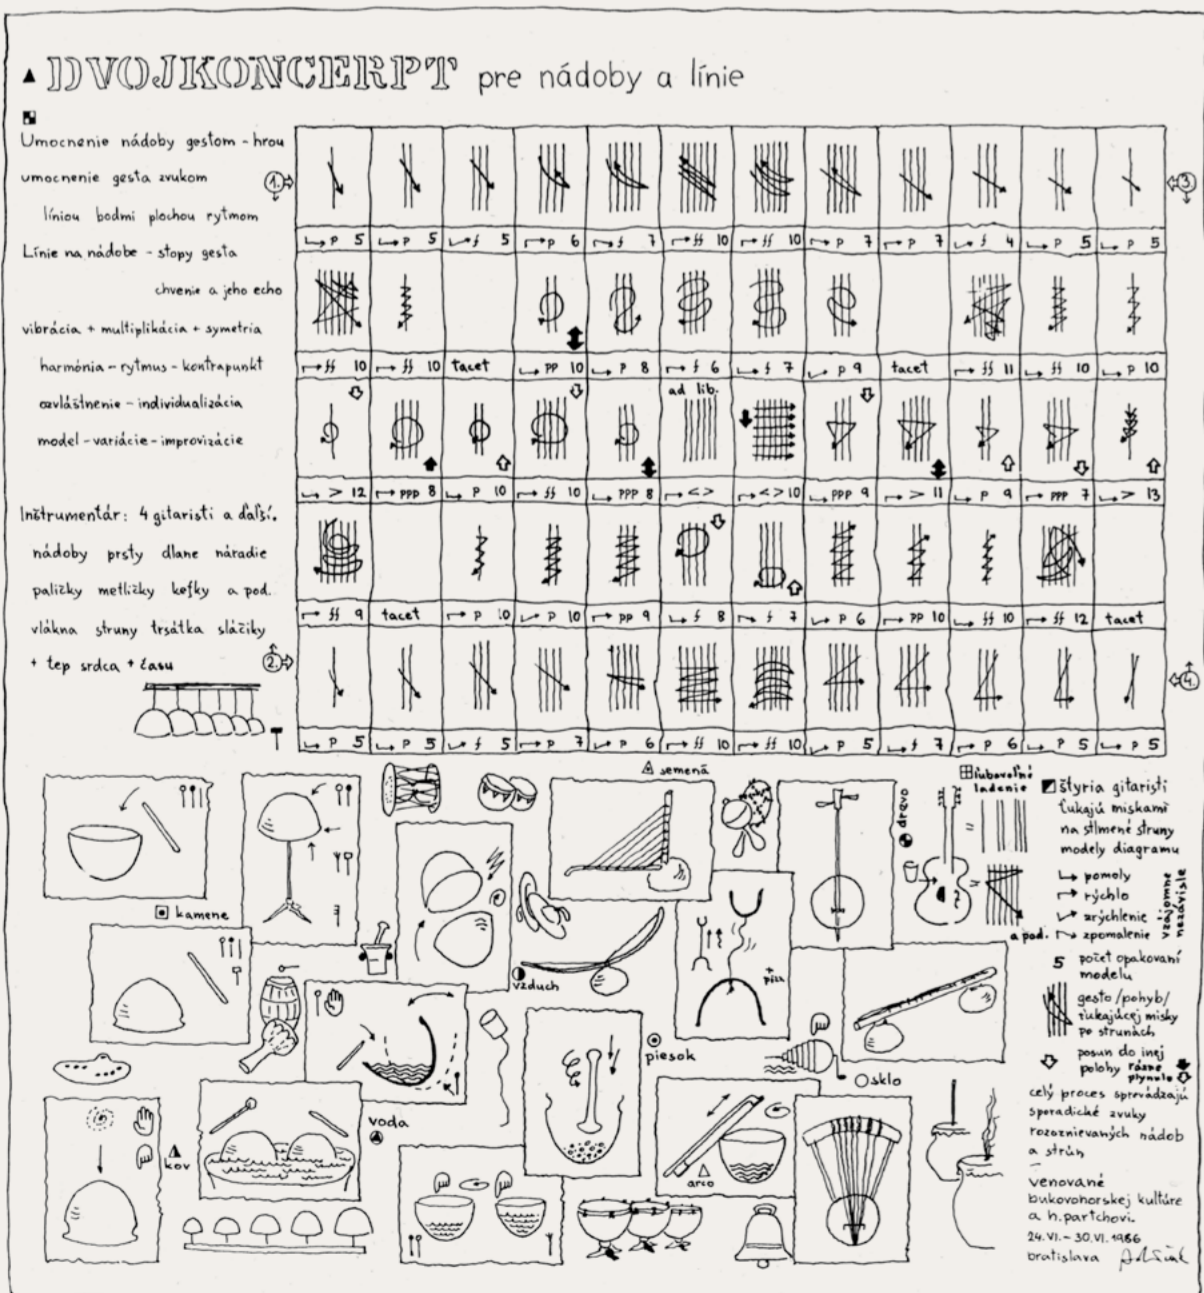 ▲ DVOJKONCERPT pre nádoby a línie
Umocnenie nádoby gestom - hrou
umocnenie gesta zvukom
líniou bodmi plochou rytmom
Línie na nádobe - stopy gesta
chvenie a jeho echo
vibrácia + multiplikácia + symetria
harmónia - rytmus - kontrapunkt
ozvláštnenie - individualizácia
model - variácie - improvizácie
Inštrumentár: 4 gitaristi a ďalší.
nádoby prsty dlane náradie
paličky metličky kefky a pod.
vlákna struny trsátka sláčiky
+ tep srdca + času
1.
3.
p 5 p 5 f 5 p 6 f 7 ff 10 ff 10 p 7 p 7 f 4 p 5 p 5
ff 10 ff 10 tacet pp 10 p 8 f 6 f 7 p 9 tacet ff 11 ff 10 p 10
ad lib.
> 12 ppp 8 p 10 ff 10 ppp 8 < > < > 10 ppp 9 > 11 p 9 ppp 7 > 13
ff 9 tacet p 10 p 10 pp 9 f 8 f 7 p 6 pp 10 ff 10 ff 12 tacet
2.
4.
p 5 p 5 f 5 p 7 p 6 ff 10 ff 10 p 5 f 7 p 6 p 5 p 5
semená
drevo
kamene
vzduch
+ pizz
piesok
sklo
voda
kov
arco
ľubovoľné
ladenie
a pod.
štyria gitaristi
ťukajú miskami
na stlmené struny
modely diagramu
pomoly
rýchlo
zrýchlenie
zpomalenie
vzájomne
nezávisle
5 počet opakovaní
modelu
gesto /pohyb/
ťukajúcej misky
po strunách
posun do inej
polohy rázne
plynule
celý proces sprevádzajú
sporadické zvuky
rozoznievaných nádob
a strún
venované
bukovohorskej kultúre
a h. partchovi.
24.VI. - 30.VI. 1986
bratislava